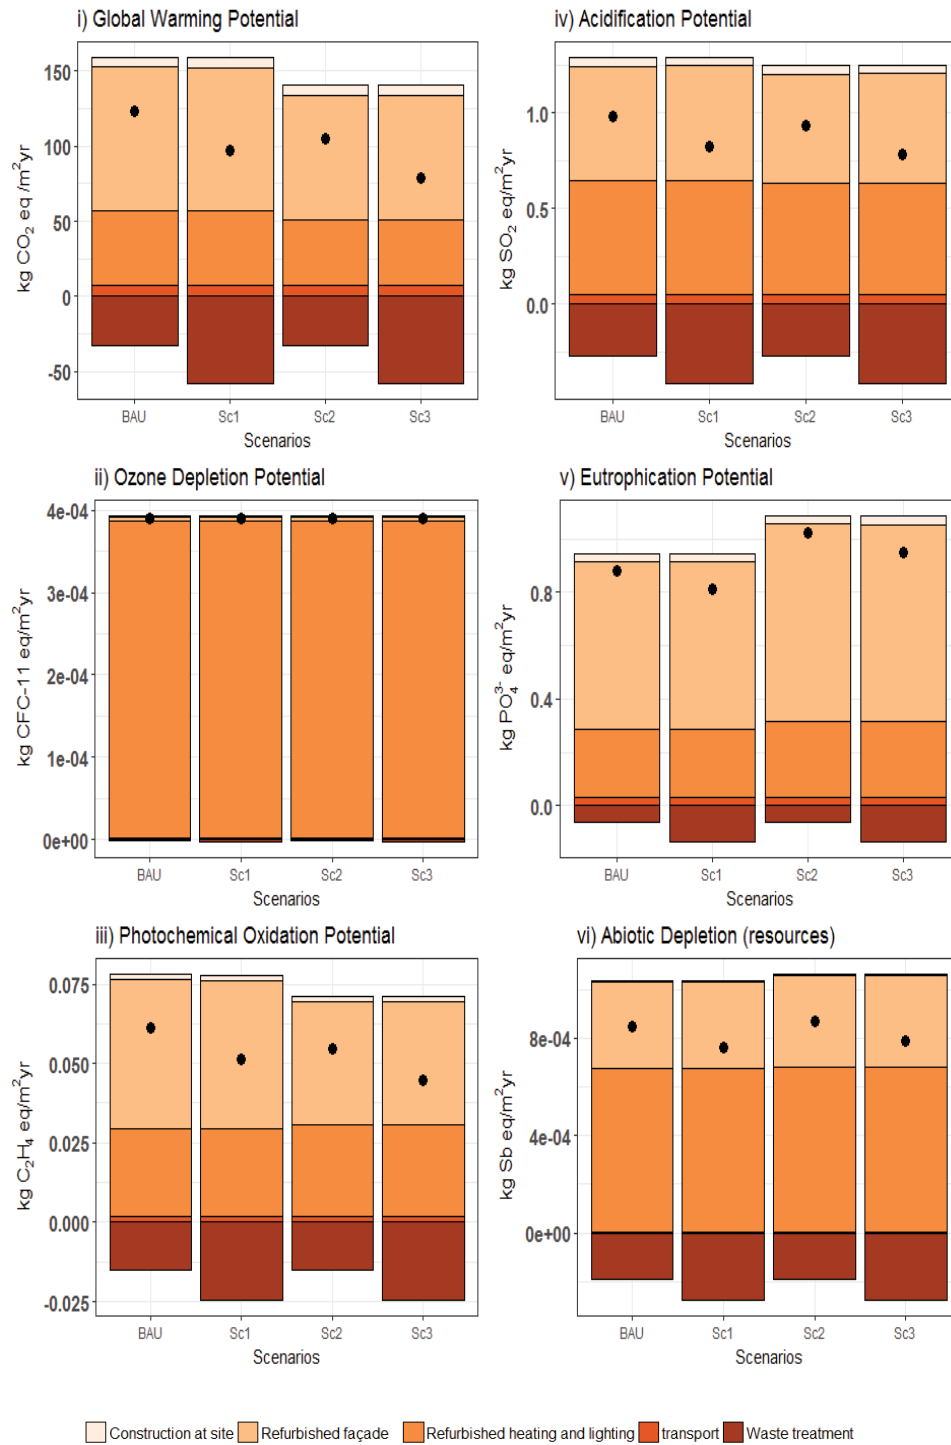 i) Global Warming Potential
kg CO₂ eq /m²yr
150
100
50
0
-50
BAU Sc1 Sc2 Sc3
Scenarios
iv) Acidification Potential
kg SO₂ eq/m²yr
1.0
0.5
0.0
BAU Sc1 Sc2 Sc3
Scenarios
ii) Ozone Depletion Potential
kg CFC-11 eq/m²yr
4e-04
3e-04
2e-04
1e-04
0e+00
BAU Sc1 Sc2 Sc3
Scenarios
v) Eutrophication Potential
kg PO₄³⁻ eq/m²yr
0.8
0.4
0.0
BAU Sc1 Sc2 Sc3
Scenarios
iii) Photochemical Oxidation Potential
kg C₂H₄ eq/m²yr
0.075
0.050
0.025
0.000
-0.025
BAU Sc1 Sc2 Sc3
Scenarios
vi) Abiotic Depletion (resources)
kg Sb eq/m²yr
8e-04
4e-04
0e+00
BAU Sc1 Sc2 Sc3
Scenarios
Construction at site Refurbished façade Refurbished heating and lighting transport Waste treatment